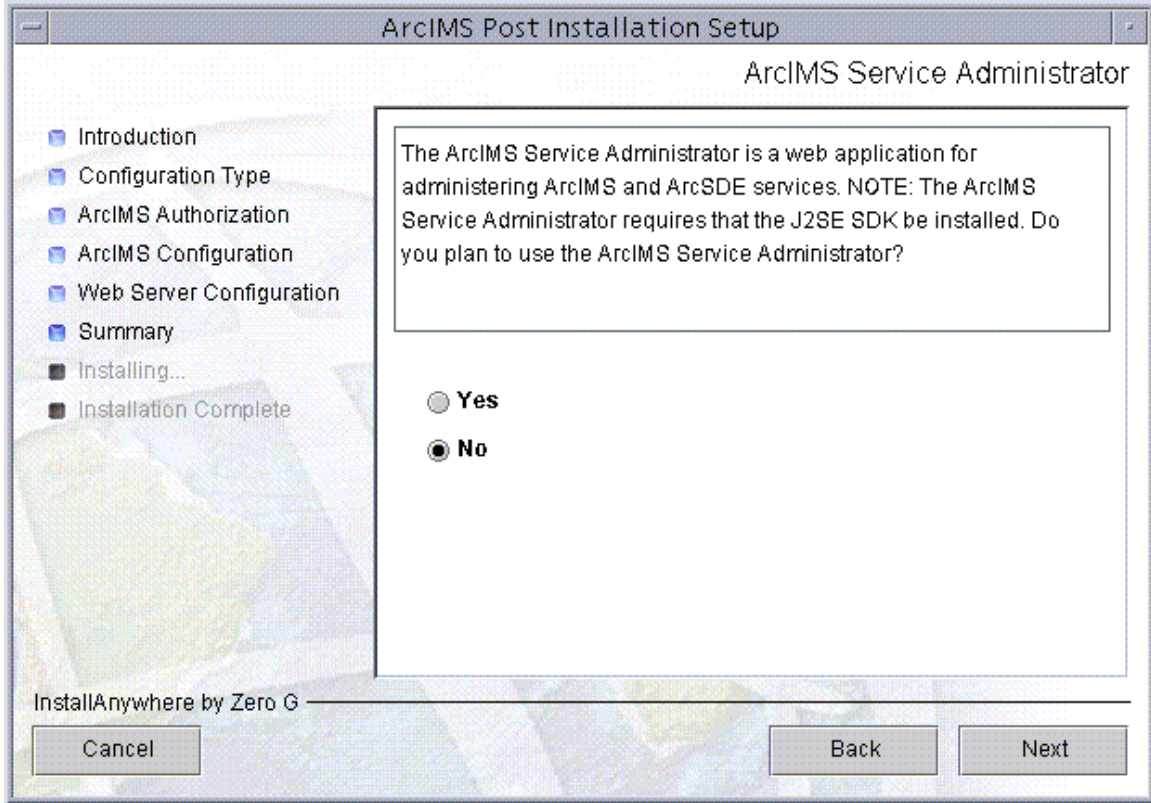 ArcIMS Post Installation Setup
ArcIMS Service Administrator
Introduction
Configuration Type
ArcIMS Authorization
ArcIMS Configuration
Web Server Configuration
Summary
Installing...
Installation Complete
The ArcIMS Service Administrator is a web application for
administering ArcIMS and ArcSDE services. NOTE: The ArcIMS
Service Administrator requires that the J2SE SDK be installed. Do
you plan to use the ArcIMS Service Administrator?
Yes
No
InstallAnywhere by Zero G
Cancel
Back
Next